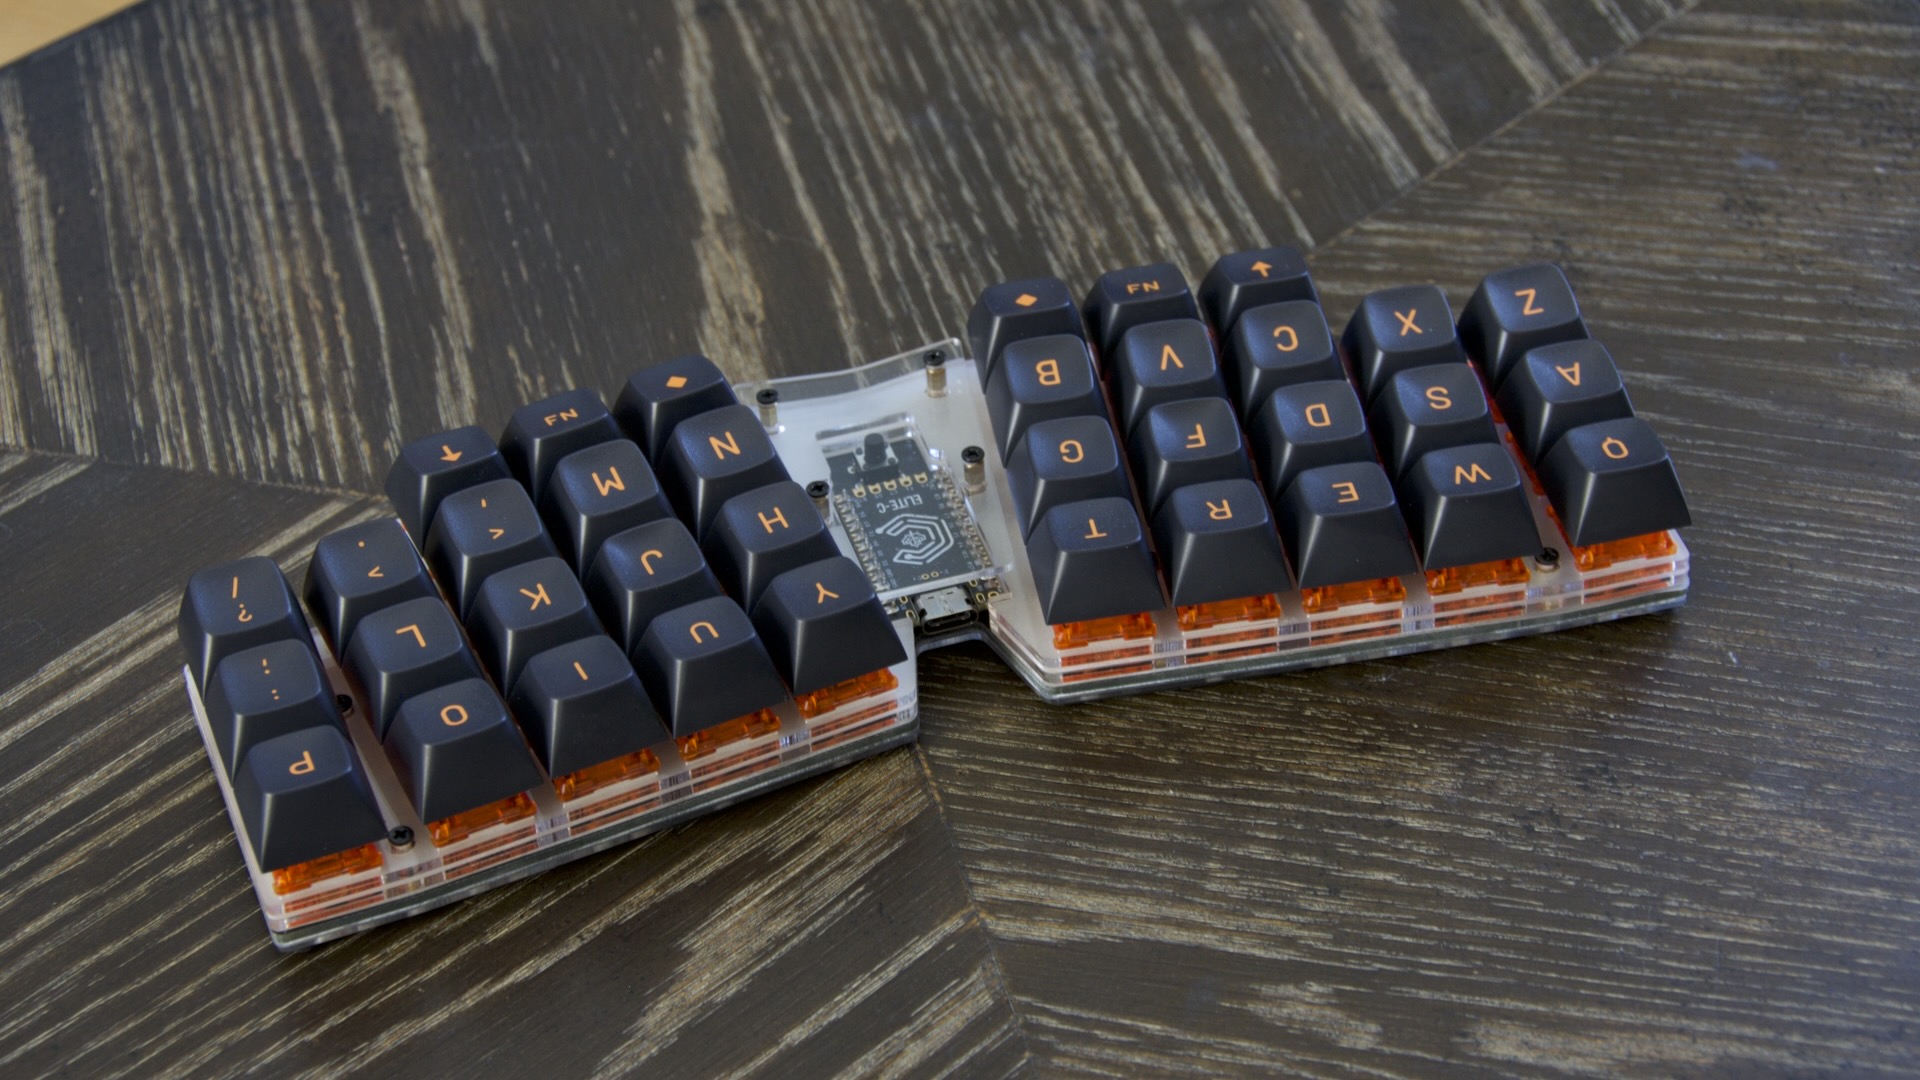 Q W E R T Y U I O P
A S D F G H J K L : ;
Z X C V B N M < , > . ? /
↓ FN ◆ ◆ FN ↑
ELITE-C